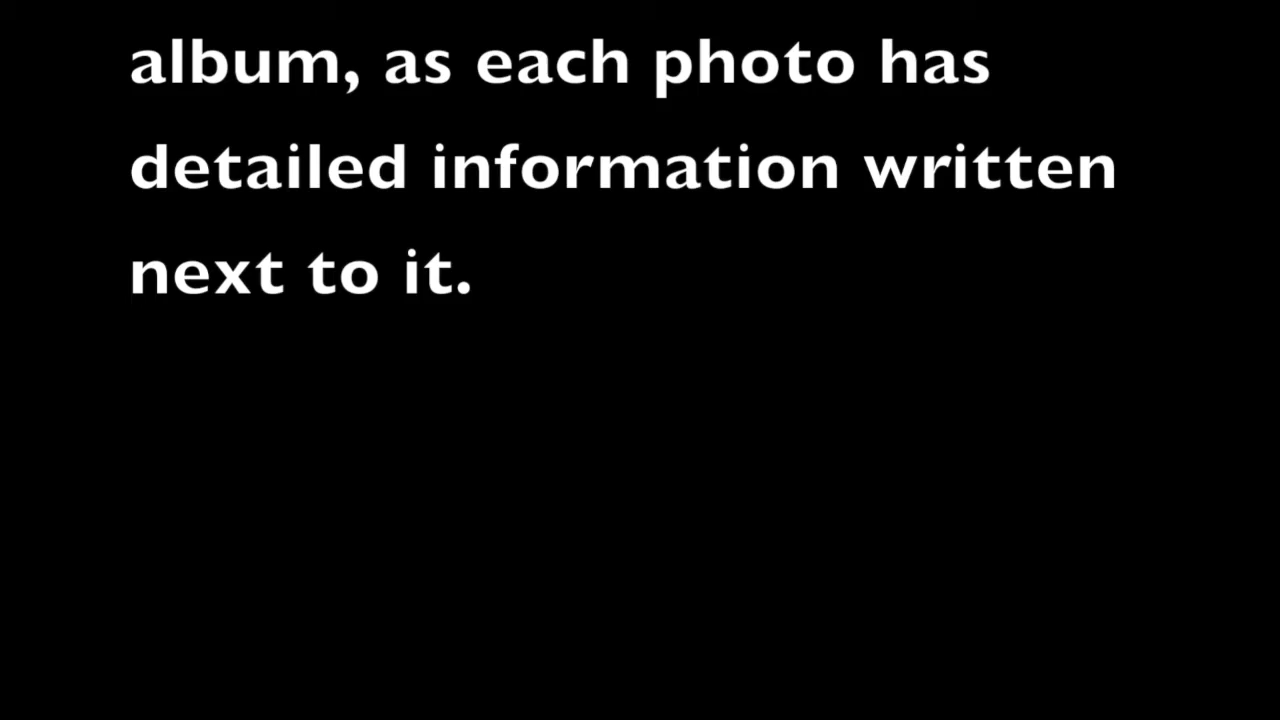 album, as each photo has
detailed information written
next to it.